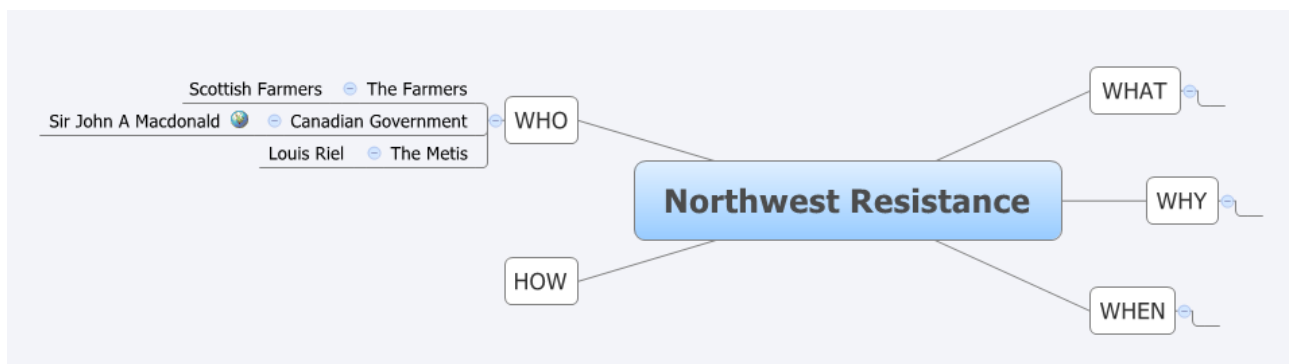 Scottish Farmers The Farmers
Sir John A Macdonald Canadian Government
Louis Riel The Metis
WHO
HOW
Northwest Resistance
WHAT
WHY
WHEN